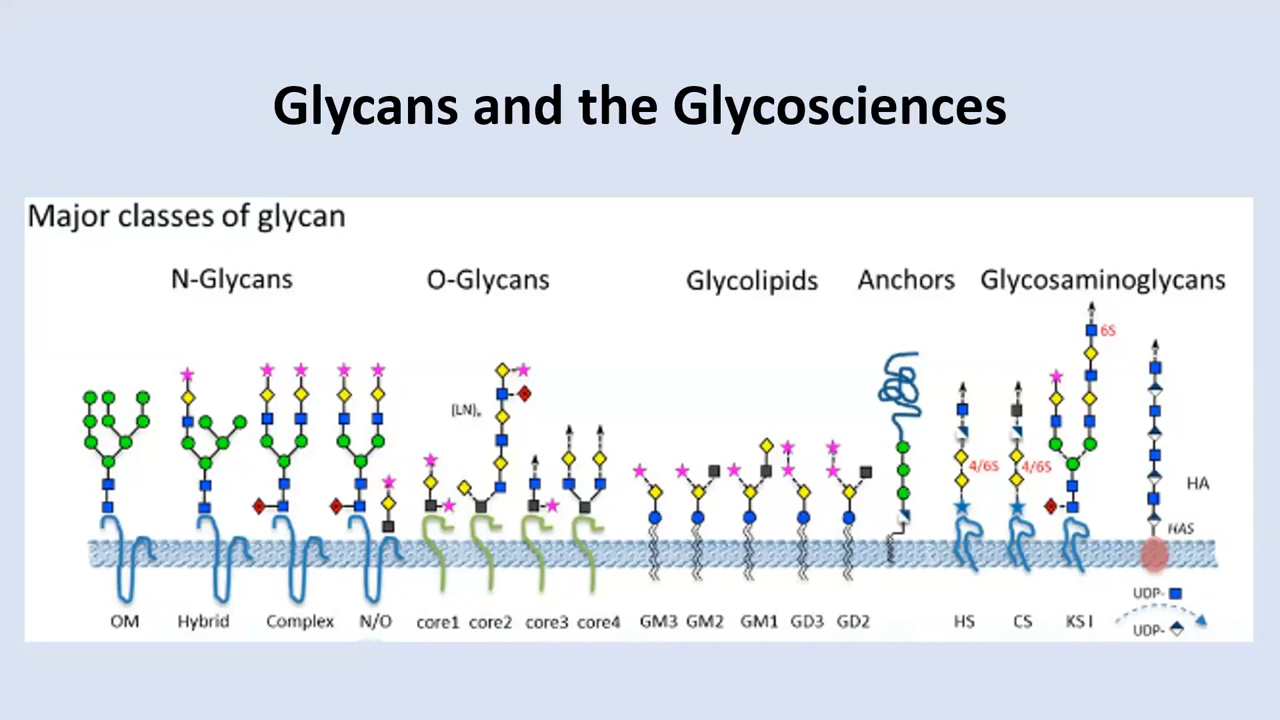 Glycans and the Glycosciences
Major classes of glycan
N-Glycans O-Glycans Glycolipids Anchors Glycosaminoglycans
6S
(LN)ₙ
4/6S 4/6S
HA
HAS
UDP-
OM Hybrid Complex N/O core1 core2 core3 core4 GM3 GM2 GM1 GD3 GD2 HS CS KS I
UDP-